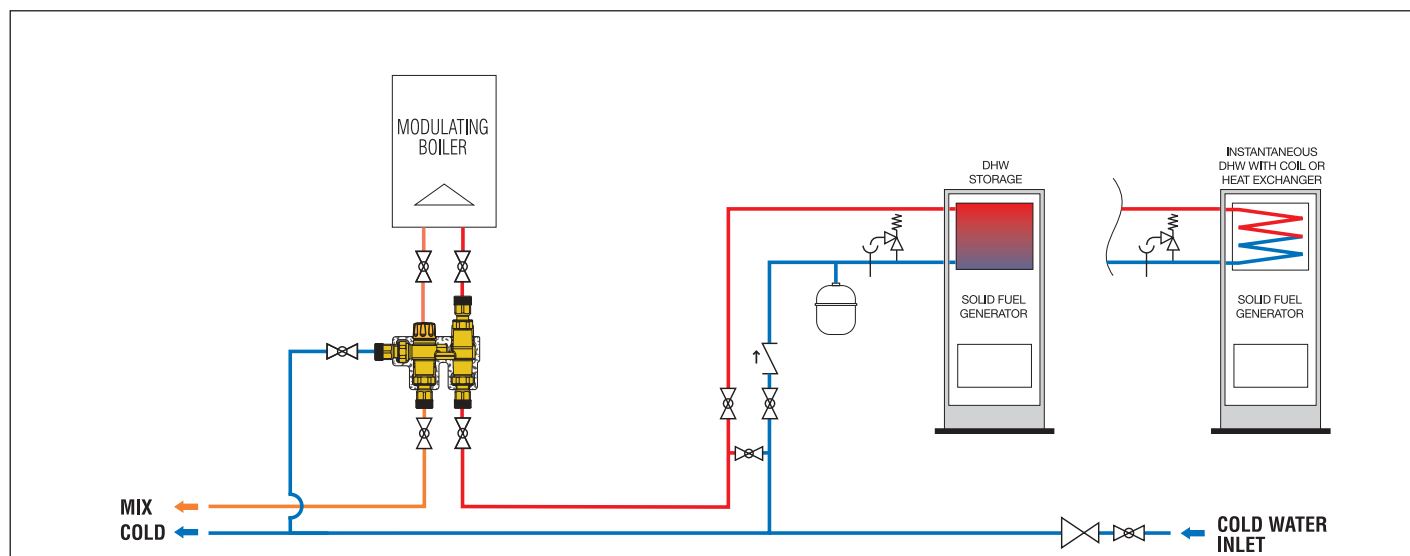 MODULATING
BOILER
DHW
STORAGE
SOLID FUEL
GENERATOR
INSTANTANEOUS
DHW WITH COIL OR
HEAT EXCHANGER
SOLID FUEL
GENERATOR
MIX
COLD
COLD WATER
INLET